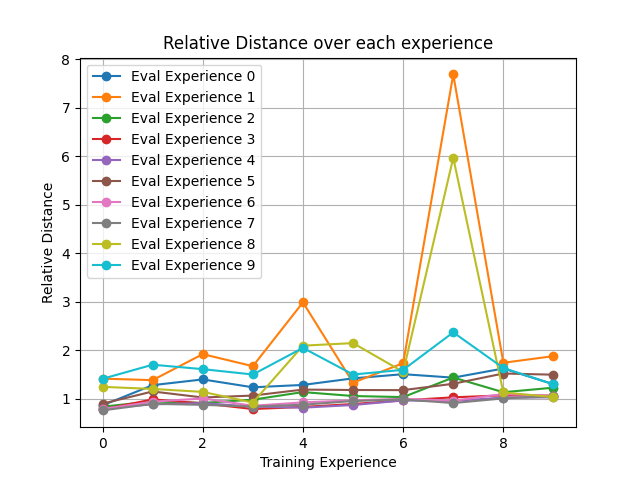 Relative Distance over each experience
8
7
6
5
4
3
2
1
Relative Distance
Eval Experience 0
Eval Experience 1
Eval Experience 2
Eval Experience 3
Eval Experience 4
Eval Experience 5
Eval Experience 6
Eval Experience 7
Eval Experience 8
Eval Experience 9
0 2 4 6 8
Training Experience